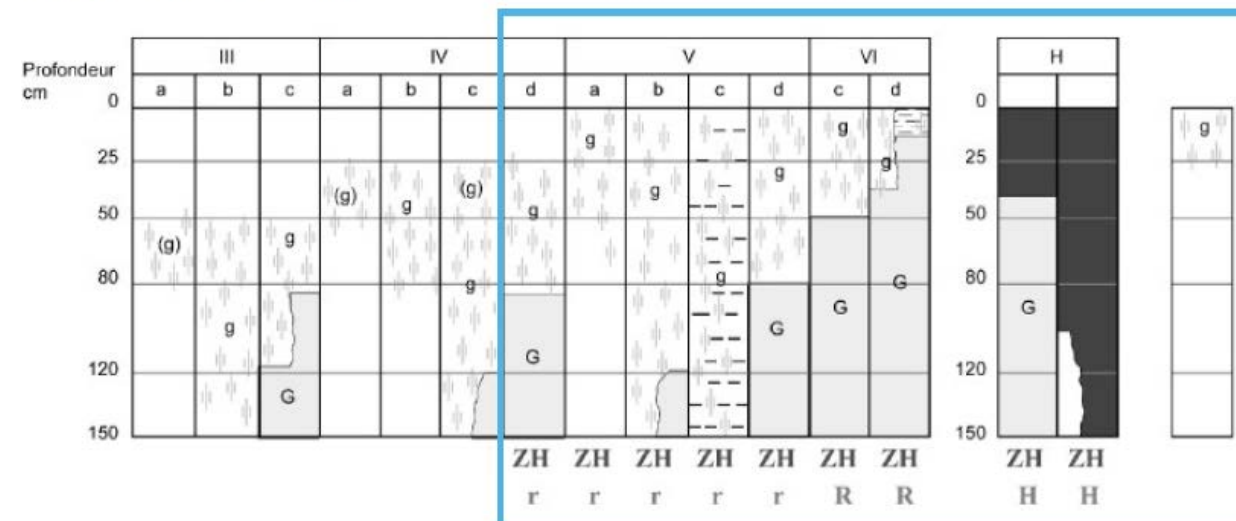 III IV V VI H
Profondeur
cm
a b c a b c d a b c d c d
0 0
g g g g
25 25
(g) g (g) g g g g
50 50
(g) g g
80 80
g g g G G G G
120 120
G G
150 150
ZH ZH ZH ZH ZH ZH ZH ZH ZH
r r r r r R R H H